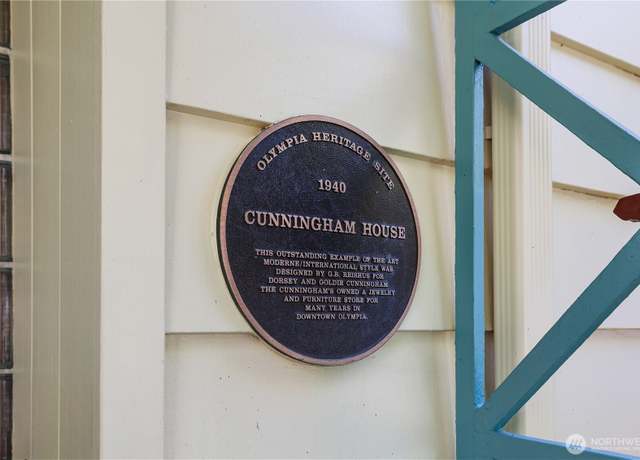 OLYMPIA HERITAGE SITE
1940
CUNNINGHAM HOUSE
THIS OUTSTANDING EXAMPLE OF THE ART
MODERNE/INTERNATIONAL STYLE WAS
DESIGNED BY G.B. REISHUS FOR
DORSEY AND GOLDIE CUNNINGHAM.
THE CUNNINGHAM'S OWNED A JEWELRY
AND FURNITURE STORE FOR
MANY YEARS IN
DOWNTOWN OLYMPIA.